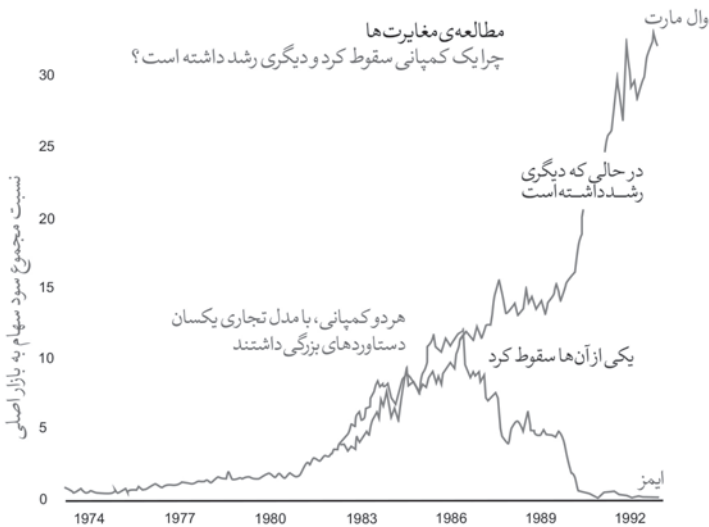 وال مارت
مطالعه‌ی مغایرت‌ها
چرا یک کمپانی سقوط کرد و دیگری رشد داشته است؟
30
25
20
15
10
5
0
نسبت مجموع سود سهام به بازار اصلی
در حالی که دیگری
رشــد داشــته است
هر دو کمپانی، با مدل تجاری یکسان
دستاوردهای بزرگی داشتند
یکی از آن‌ها سقوط کرد
ایمز
1974 1977 1980 1983 1986 1989 1992